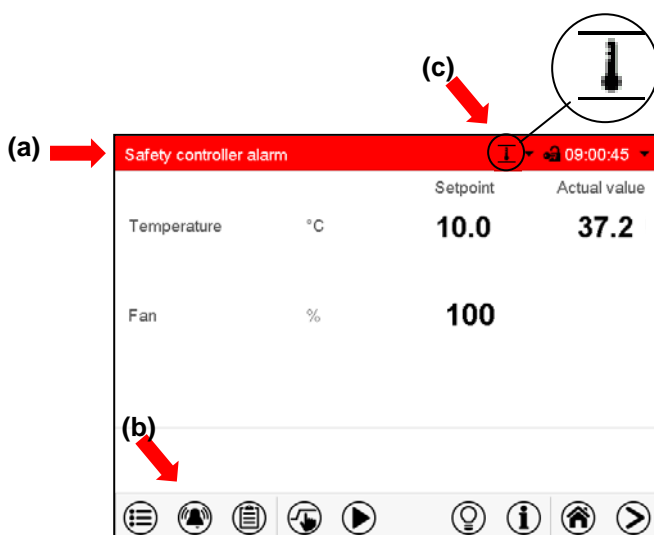 (c)
(a)
Safety controller alarm 09:00:45
Setpoint Actual value
Temperature °C 10.0 37.2
Fan % 100
(b)